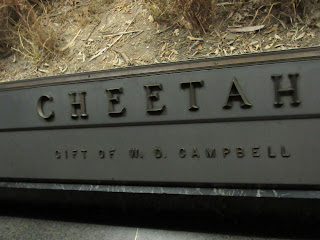 CHEETAH
GIFT OF W. D. CAMPBELL